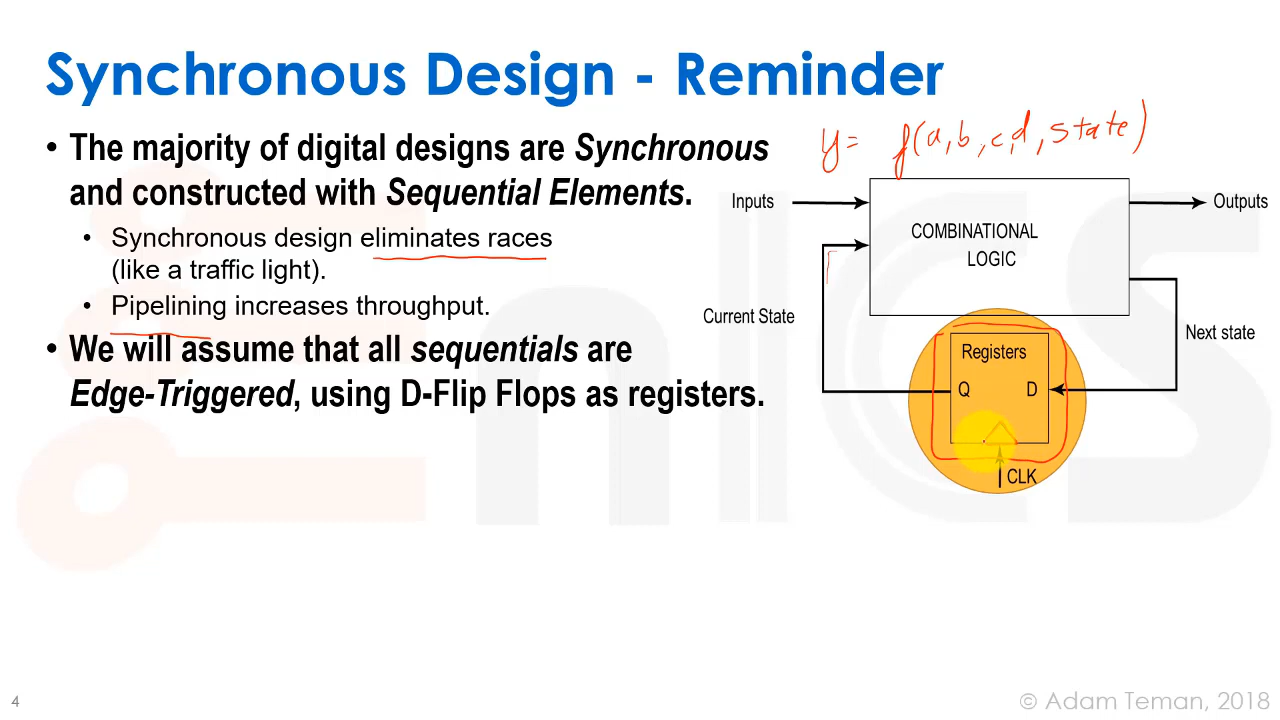 Synchronous Design - Reminder
• The majority of digital designs are Synchronous
and constructed with Sequential Elements.
• Synchronous design eliminates races
(like a traffic light).
• Pipelining increases throughput.
• We will assume that all sequentials are
Edge-Triggered, using D-Flip Flops as registers.
y= f(a,b,c,d,state)
Inputs
COMBINATIONAL
LOGIC
Outputs
Current State
Next state
Registers
Q D
CLK
nICS
4
© Adam Teman, 2018